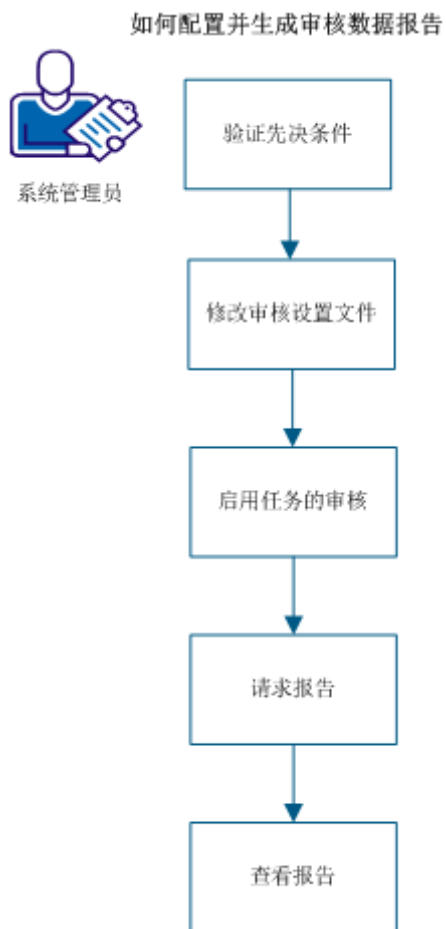 如何配置并生成审核数据报告
系统管理员
验证先决条件
修改审核设置文件
启用任务的审核
请求报告
查看报告